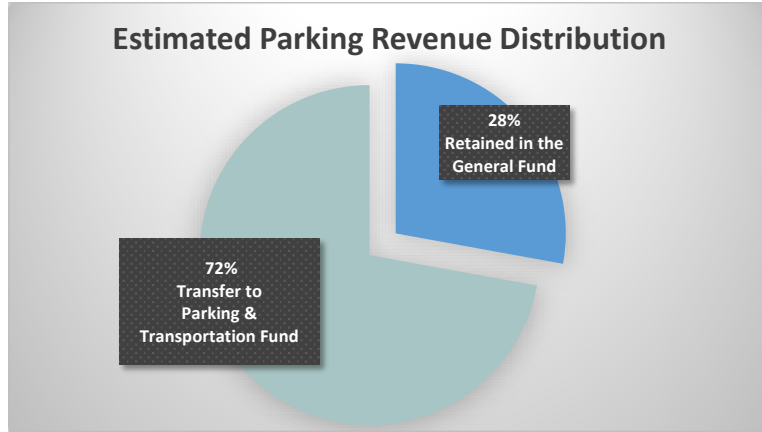 Estimated Parking Revenue Distribution
28%
Retained in the
General Fund
72%
Transfer to
Parking &
Transportation Fund